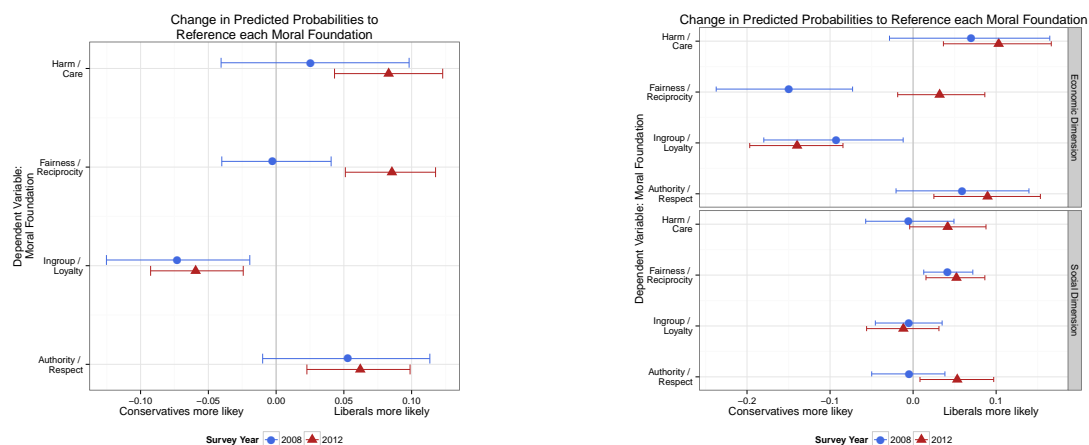 Change in Predicted Probabilities to
Reference each Moral Foundation
Dependent Variable:
Moral Foundation
Harm /
Care
Fairness /
Reciprocity
Ingroup /
Loyalty
Authority /
Respect
−0.10 −0.05 0.00 0.05 0.10
Conservatives more likey Liberals more likely
Survey Year 2008 2012
Change in Predicted Probabilities to Reference each Moral Foundation
Dependent Variable: Moral Foundation
Harm /
Care
Fairness /
Reciprocity
Ingroup /
Loyalty
Authority /
Respect
Economic Dimension
Harm /
Care
Fairness /
Reciprocity
Ingroup /
Loyalty
Authority /
Respect
Social Dimension
−0.2 −0.1 0.0 0.1
Conservatives more likey Liberals more likely
Survey Year 2008 2012